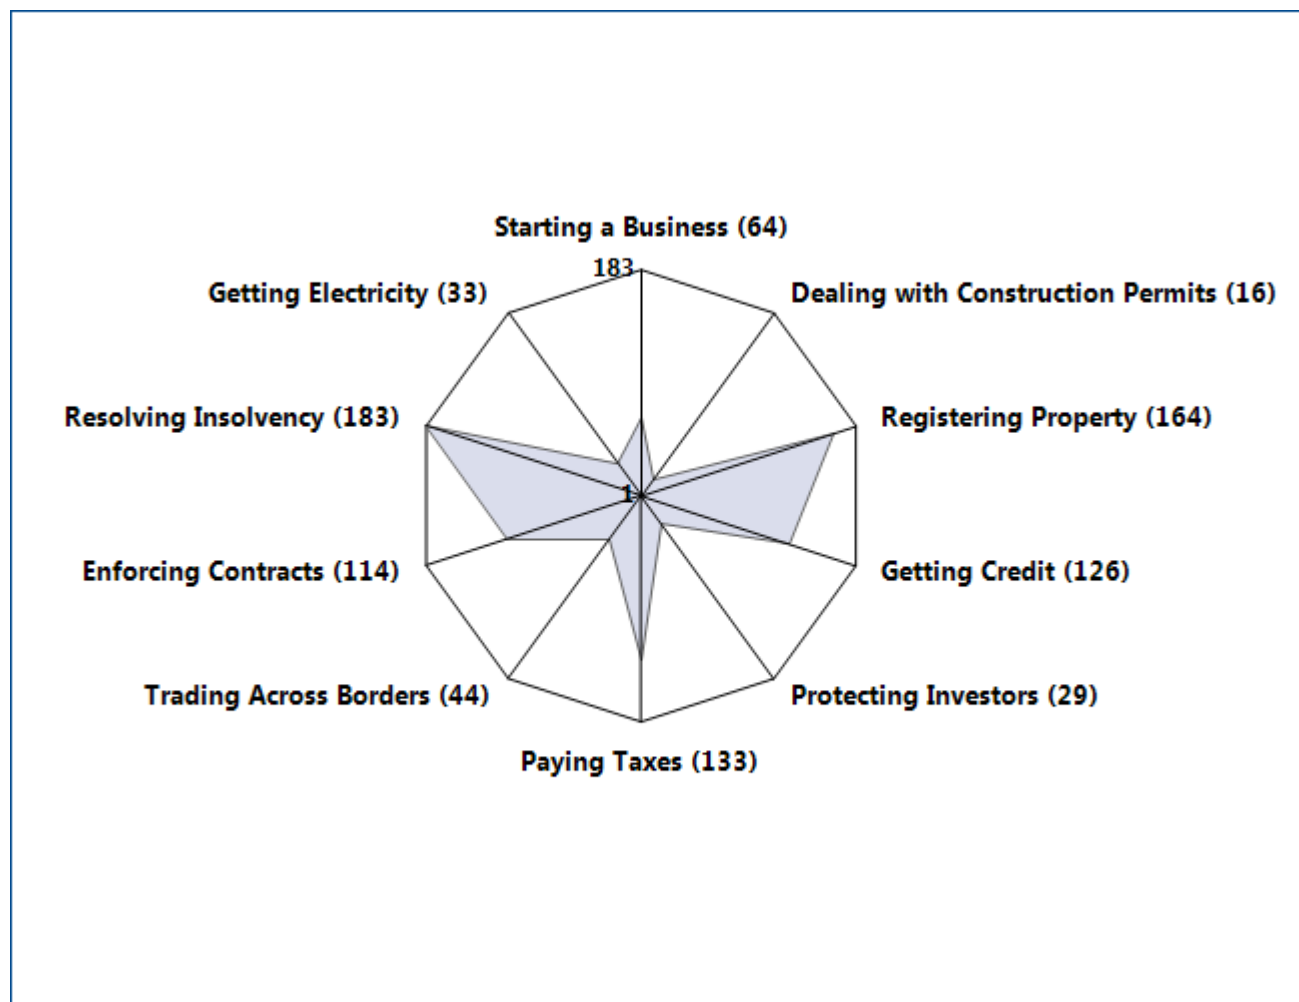 Starting a Business (64)
183
Getting Electricity (33)
Dealing with Construction Permits (16)
Resolving Insolvency (183)
Registering Property (164)
1
Enforcing Contracts (114)
Getting Credit (126)
Trading Across Borders (44)
Protecting Investors (29)
Paying Taxes (133)